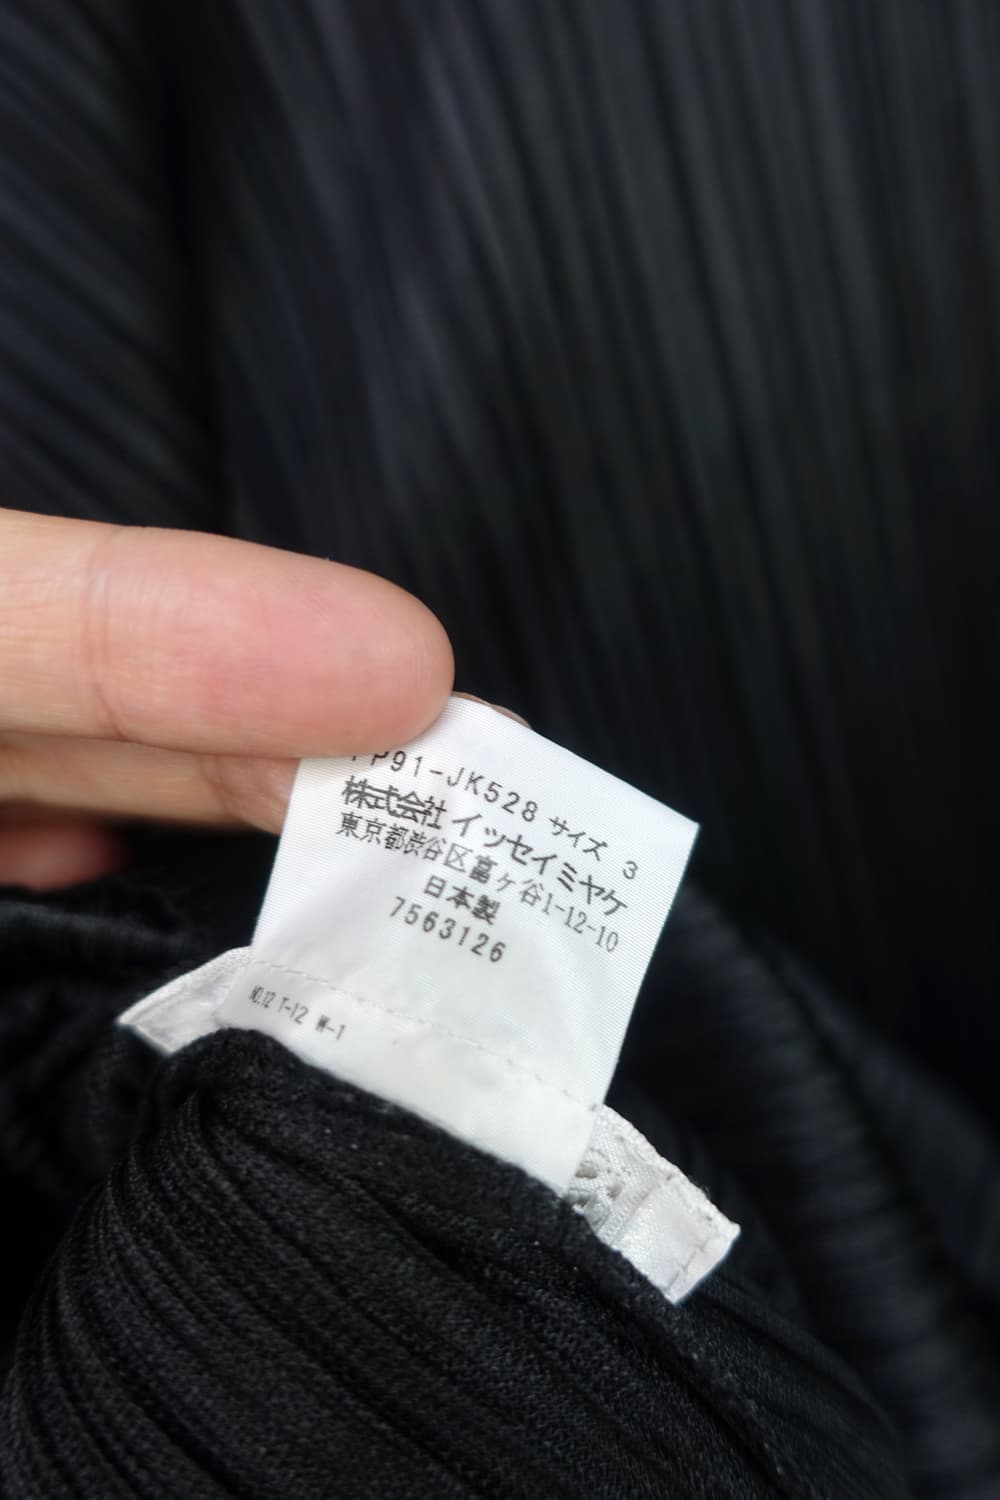 PP91-JK528 サイズ 3
株式会社 イッセイミヤケ
東京都渋谷区富ヶ谷1-12-10
日本製
7563126
NO.12 T-12 W-1